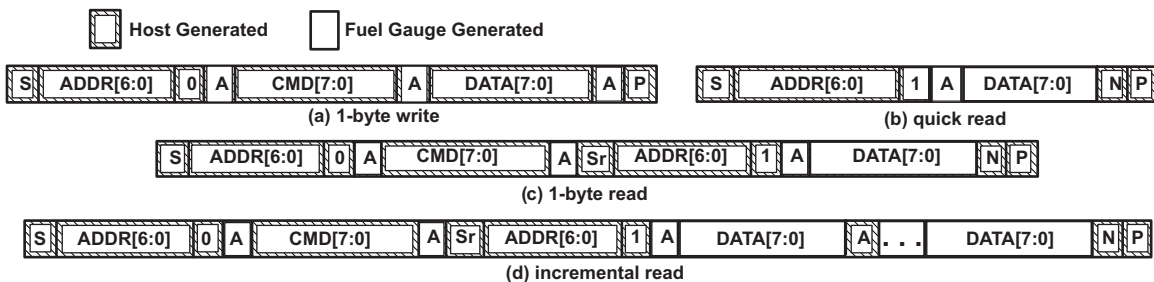 Host Generated Fuel Gauge Generated
S ADDR[6:0] 0 A CMD[7:0] A DATA[7:0] A P
(a) 1-byte write
S ADDR[6:0] 1 A DATA[7:0] N P
(b) quick read
S ADDR[6:0] 0 A CMD[7:0] A Sr ADDR[6:0] 1 A DATA[7:0] N P
(c) 1-byte read
S ADDR[6:0] 0 A CMD[7:0] A Sr ADDR[6:0] 1 A DATA[7:0] A . . . DATA[7:0] N P
(d) incremental read